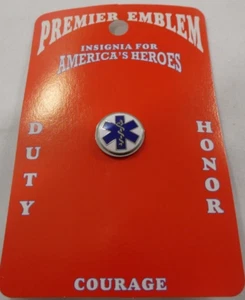 PREMIER EMBLEM
INSIGNIA FOR
AMERICA'S HEROES
DUTY
HONOR
COURAGE